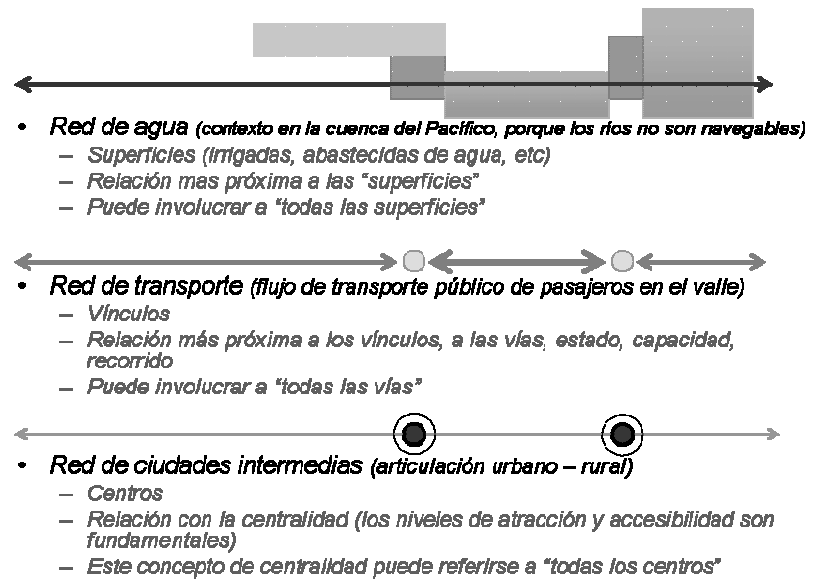 • Red de agua (contexto en la cuenca del Pacífico, porque los ríos no son navegables)
– Superficies (irrigadas, abastecidas de agua, etc)
– Relación mas próxima a las “superficies”
– Puede involucrar a “todas las superficies”
• Red de transporte (flujo de transporte público de pasajeros en el valle)
– Vínculos
– Relación más próxima a los vínculos, a las vías, estado, capacidad,
recorrido
– Puede involucrar a “todas las vías”
• Red de ciudades intermedias (articulación urbano – rural)
– Centros
– Relación con la centralidad (los niveles de atracción y accesibilidad son
fundamentales)
– Este concepto de centralidad puede referirse a “todas los centros”